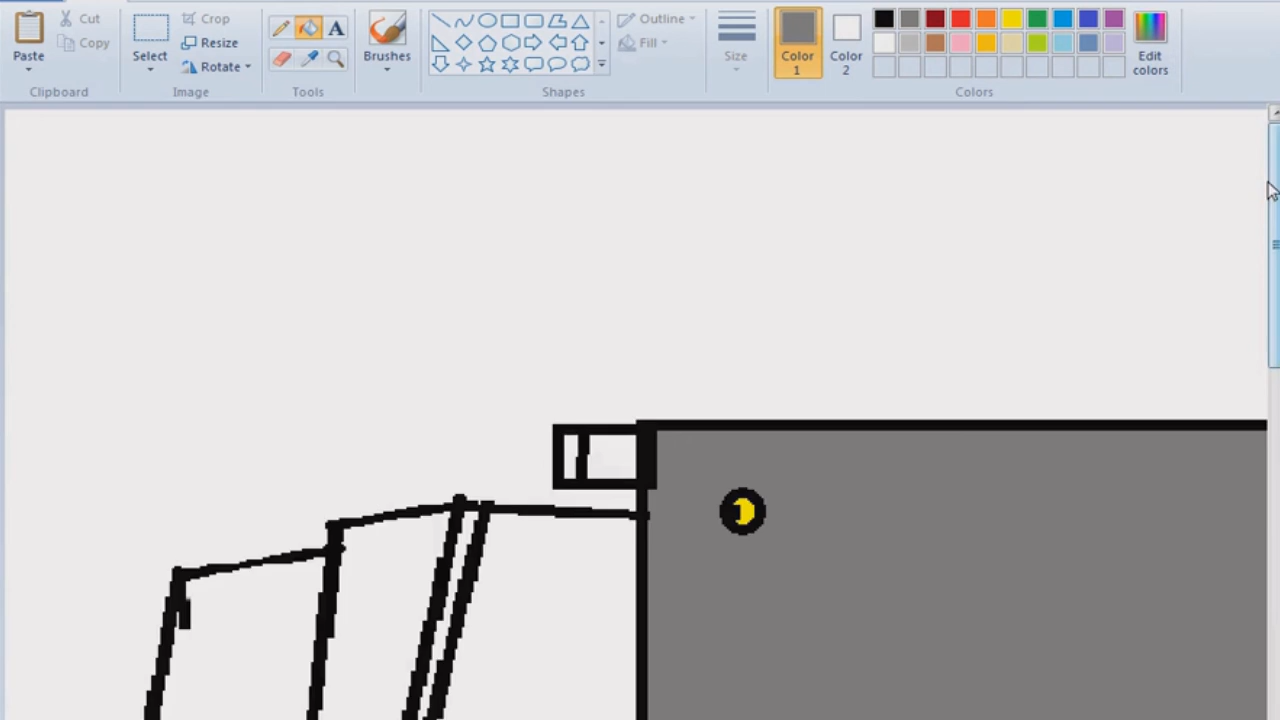 Paste
Cut
Copy
Clipboard
Select
Crop
Resize
Rotate
Image
A
Tools
Brushes
Shapes
Outline
Fill
Size
Color 1
Color 2
Edit colors
Colors